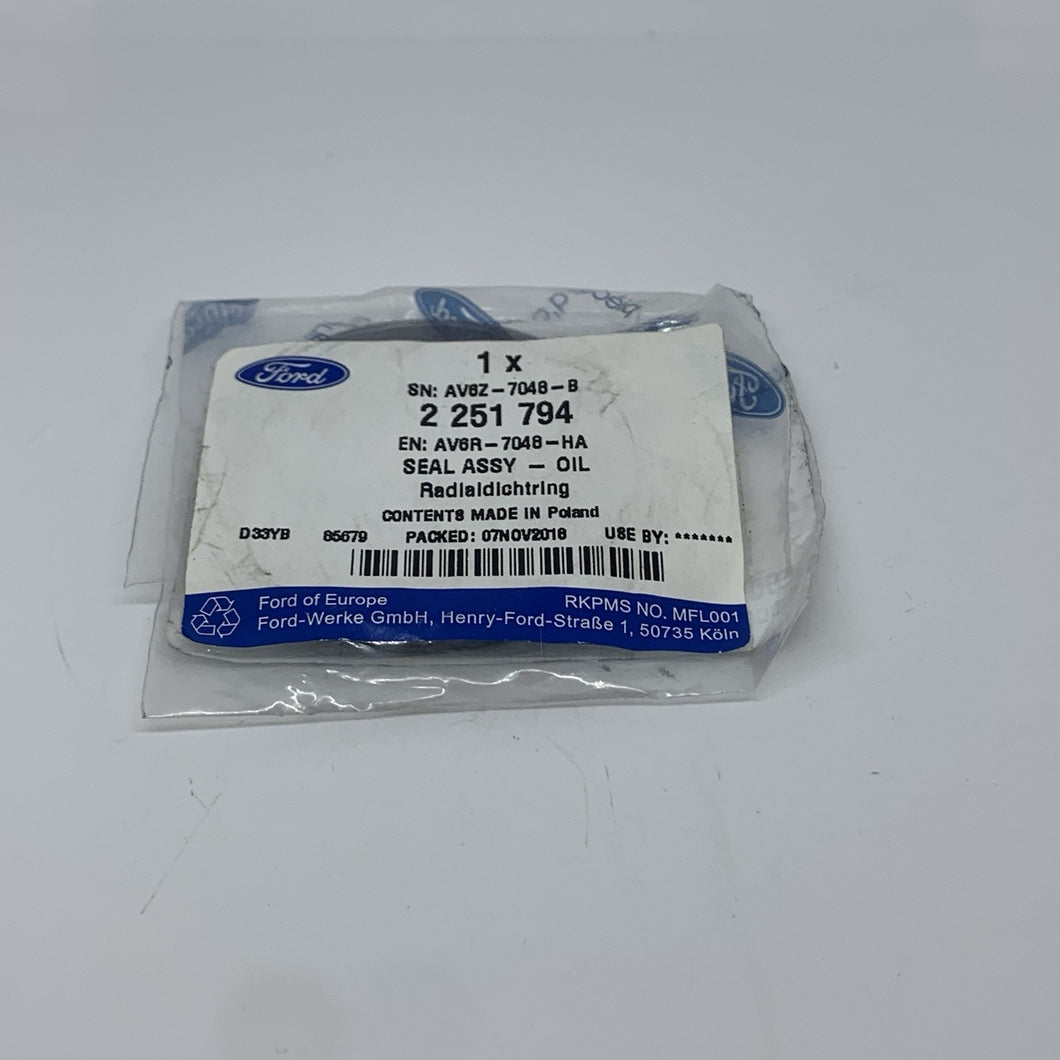 Ford
1 x
SN: AV6Z-7048-B
2 251 794
EN: AV6R-7048-HA
SEAL ASSY - OIL
Radialdichtring
CONTENTS MADE IN Poland
D33YB 85679 PACKED: 07NOV2018 USE BY: *******
Ford of Europe RKPMS NO. MFL001
Ford-Werke GmbH, Henry-Ford-Straße 1, 50735 Köln